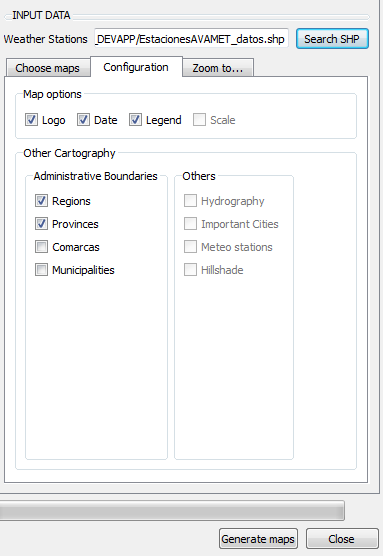 INPUT DATA
Weather Stations _DEVAPP/EstacionesAVAMET_datos.shp Search SHP
Choose maps Configuration Zoom to...
Map options
Logo Date Legend Scale
Other Cartography
Administrative Boundaries Others
Regions Hydrography
Provinces Important Cities
Comarcas Meteo stations
Municipalities Hillshade
Generate maps Close